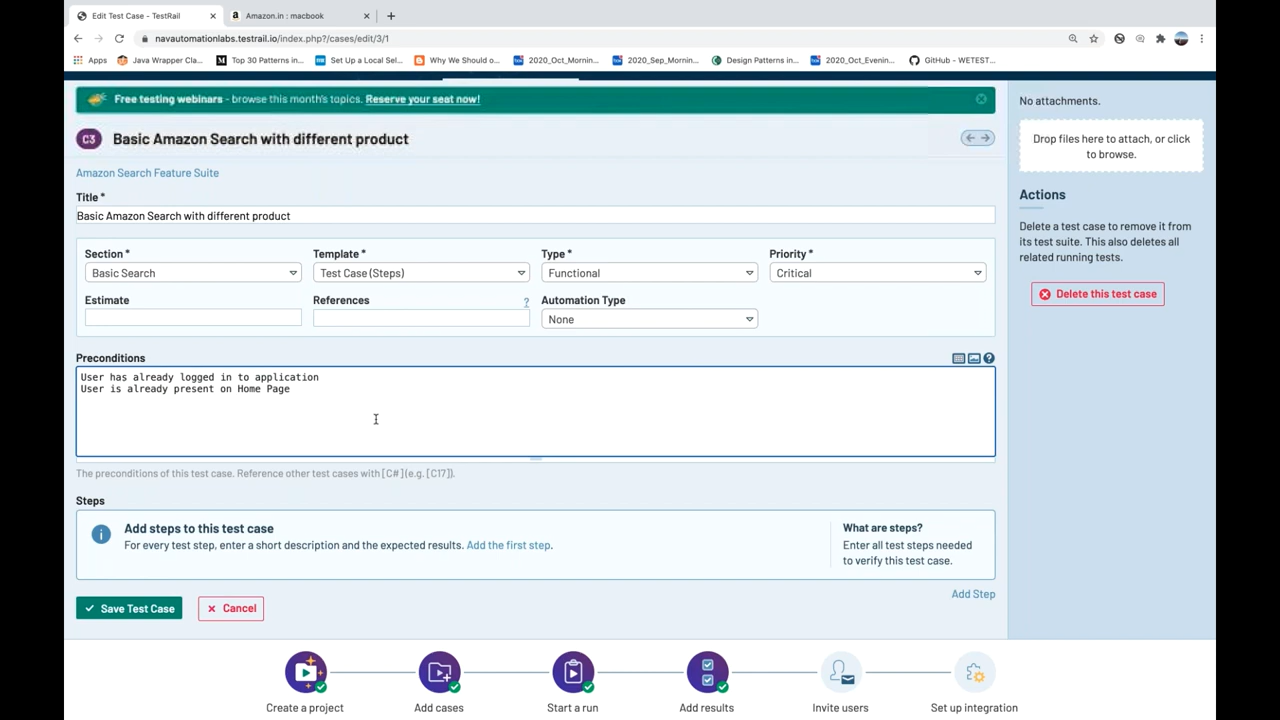 Edit Test Case - TestRail
Amazon.in : macbook
navautomationlabs.testrail.io/index.php?/cases/edit/3/1
Apps
Java Wrapper Cla...
Top 30 Patterns in...
Set Up a Local Sel...
Why We Should o...
2020_Oct_Mornin...
2020_Sep_Mornin...
Design Patterns in...
2020_Oct_Evenin...
GitHub - WETEST...
Free testing webinars - browse this month's topics. Reserve your seat now!
C3
Basic Amazon Search with different product
Amazon Search Feature Suite
Title *
Basic Amazon Search with different product
Section * Template * Type * Priority *
Basic Search Test Case (Steps) Functional Critical
Estimate References ? Automation Type
None
Preconditions
User has already logged in to application
User is already present on Home Page
The preconditions of this test case. Reference other test cases with [C#] (e.g. [C17]).
Steps
Add steps to this test case
For every test step, enter a short description and the expected results. Add the first step.
What are steps?
Enter all test steps needed
to verify this test case.
Add Step
Save Test Case
Cancel
No attachments.
Drop files here to attach, or click
to browse.
Actions
Delete a test case to remove it from
its test suite. This also deletes all
related running tests.
Delete this test case
Create a project
Add cases
Start a run
Add results
Invite users
Set up integration